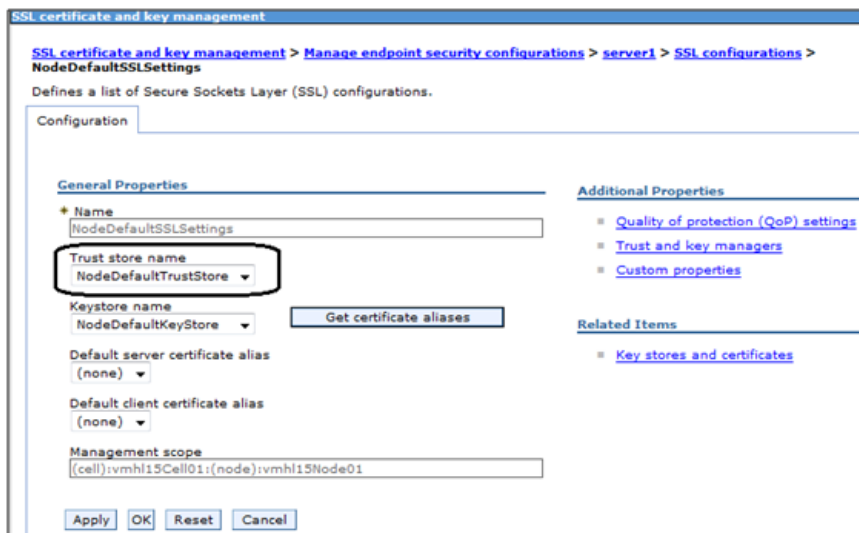 SSL certificate and key management
SSL certificate and key management > Manage endpoint security configurations > server1 > SSL configurations >
NodeDefaultSSLSettings
Defines a list of Secure Sockets Layer (SSL) configurations.
Configuration
General Properties
Name
NodeDefaultSSLSettings
Trust store name
NodeDefaultTrustStore
Keystore name
NodeDefaultKeyStore
Get certificate aliases
Default server certificate alias
(none)
Default client certificate alias
(none)
Management scope
(cell):vmhl15Cell01:(node):vmhl15Node01
Apply OK Reset Cancel
Additional Properties
Quality of protection (QoP) settings
Trust and key managers
Custom properties
Related Items
Key stores and certificates